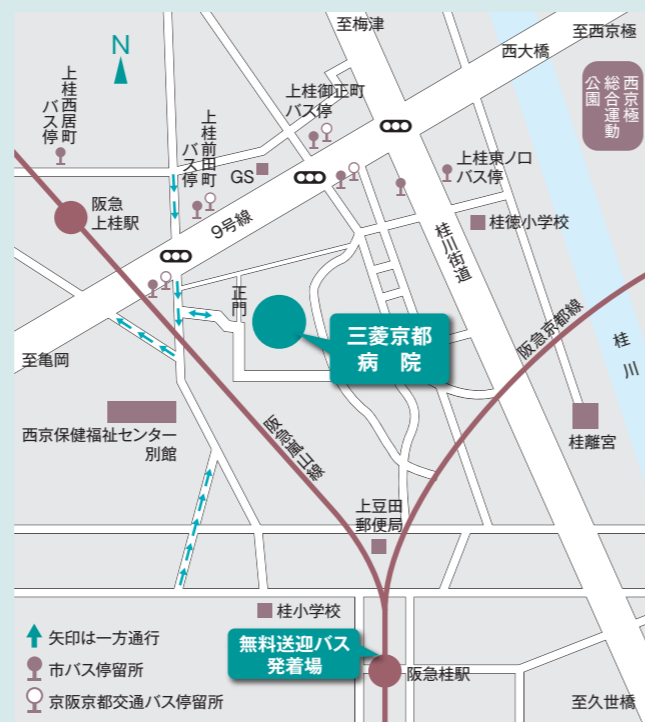 至梅津
至西京極
西大橋
N
西京極
総合運動
公園
上桂御正町
バス停
上桂西居町
バス停
上桂前田町
バス停
GS
上桂東ノ口
バス停
阪急
上桂駅
9号線
桂徳小学校
桂川街道
正門
三菱京都
病 院
阪急京都線
桂川
至亀岡
桂離宮
西京保健福祉センター
別館
阪急嵐山線
上豆田
郵便局
桂小学校
矢印は一方通行
無料送迎バス
発着場
市バス停留所
阪急桂駅
京阪京都交通バス停留所
至久世橋